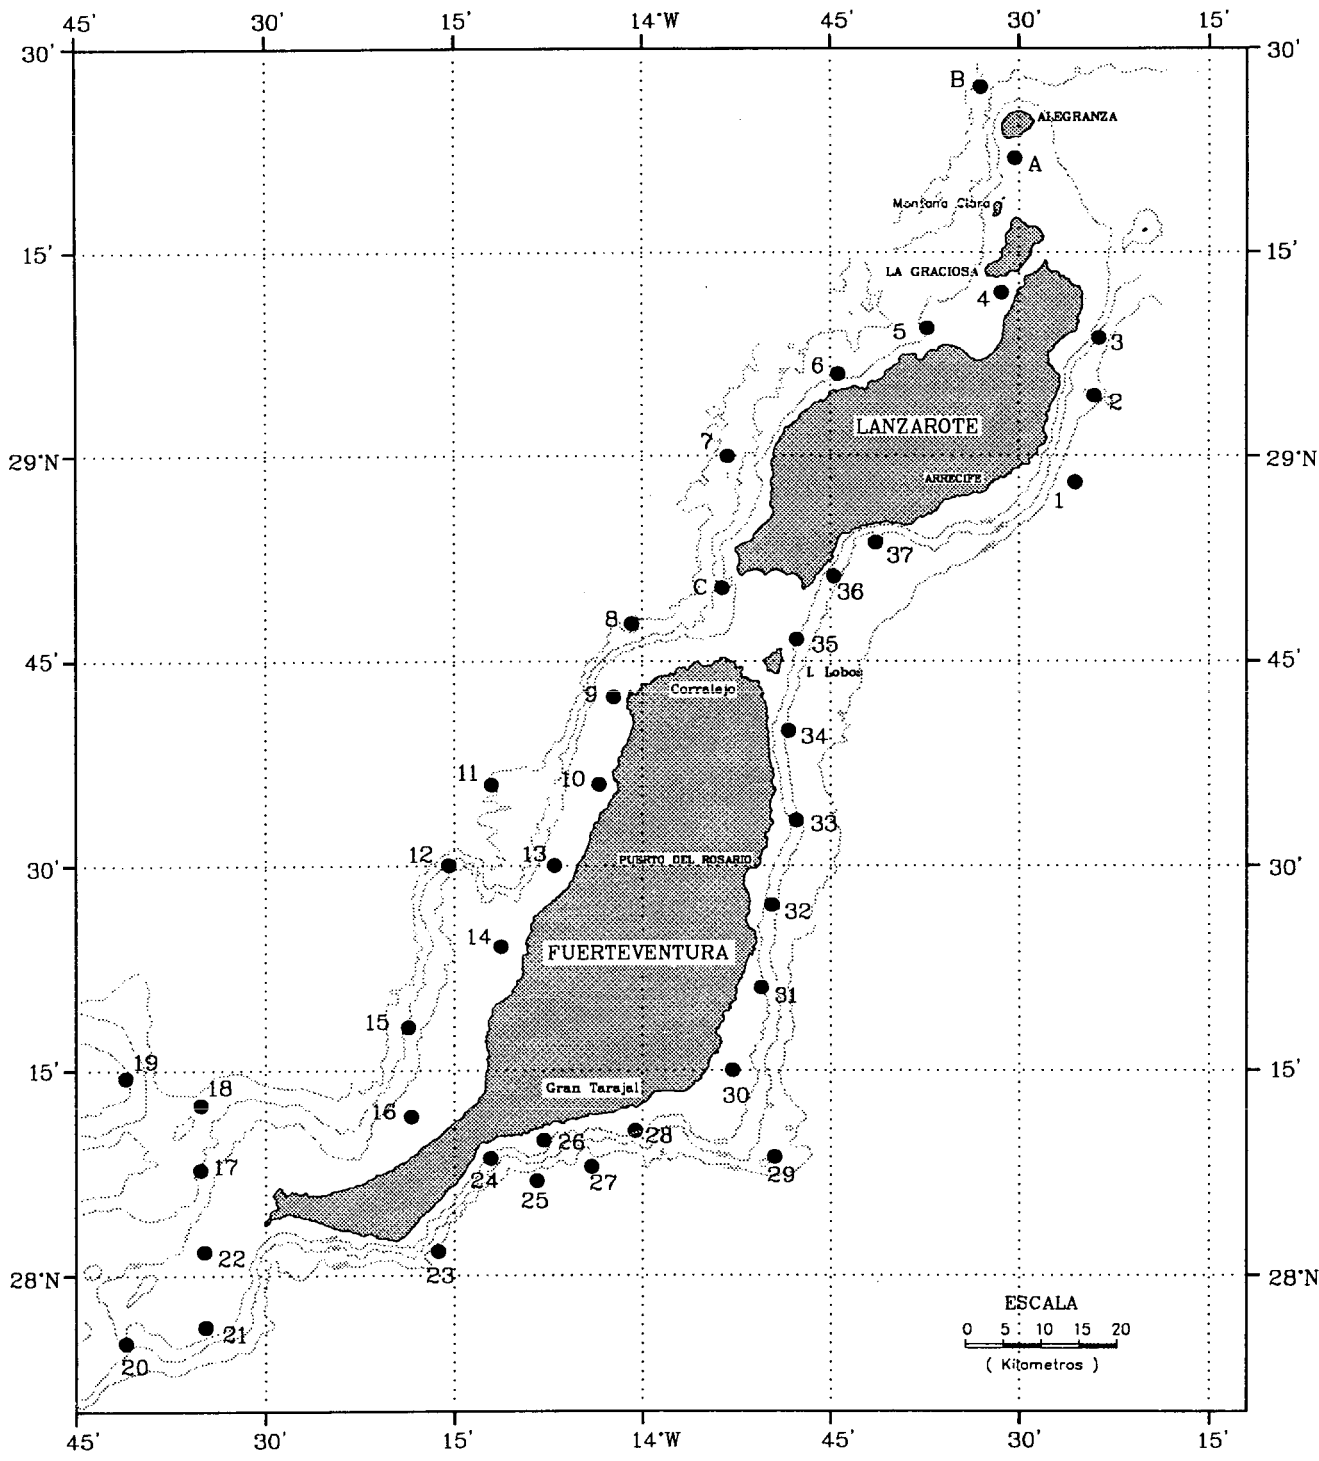 45' 30' 15' 14°W 45' 30' 15'
30' 30'
B
ALEGRANZA
A
Montaña Clara
15' 15'
LA GRACIOSA
4
5
3
6
2
LANZAROTE
7
29°N 29°N
ARRECIFE
1
37
C 36
8
35
45' 45'
I. Lobos
9 Corralejo
34
11 10
33
12 13 PUERTO DEL ROSARIO
30' 30'
32
14
FUERTEVENTURA
31
15
19
15' 15'
18 Gran Tarajal 30
16
26 28
17 24 27 29
25
22
23
28°N 28°N
ESCALA
0 5 10 15 20
( Kilometros )
21
20
45' 30' 15' 14°W 45' 30' 15'